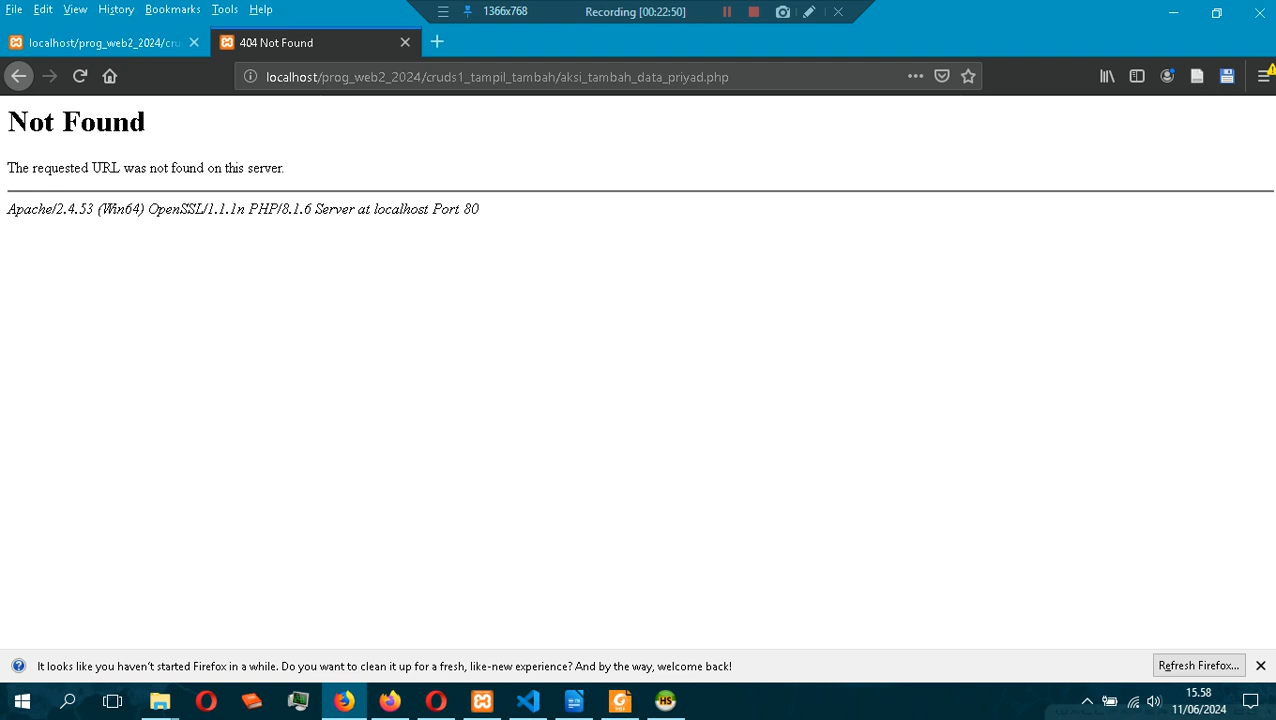 File Edit View History Bookmarks Tools Help
1366x768 Recording [00:22:50]
localhost/prog_web2_2024/cru
404 Not Found
localhost/prog_web2_2024/cruds1_tampil_tambah/aksi_tambah_data_priyad.php
Not Found
The requested URL was not found on this server.
Apache/2.4.53 (Win64) OpenSSL/1.1.1n PHP/8.1.6 Server at localhost Port 80
It looks like you haven't started Firefox in a while. Do you want to clean it up for a fresh, like-new experience? And by the way, welcome back!
Refresh Firefox...
HS
15.58
11/06/2024